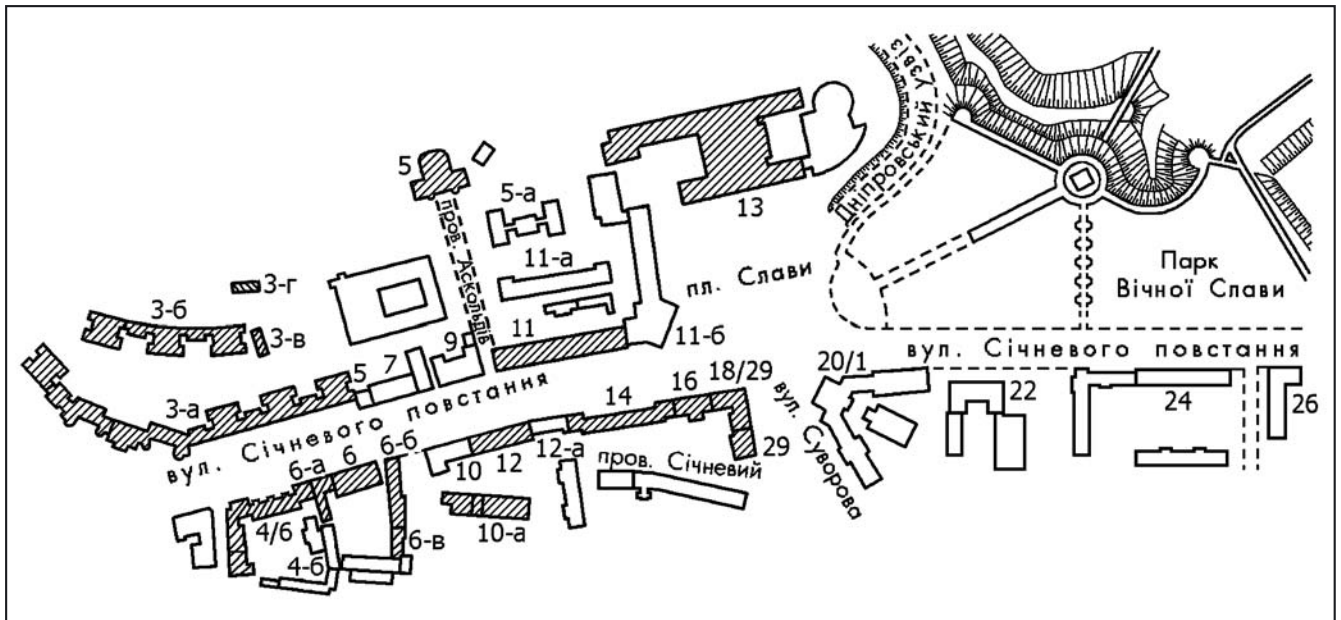 Дніпровський Узвіз
5
пров. Аскольдів
5-а
13
11-а
пл. Слави
Парк
Вічної Слави
3-г
3-б
3-в
11
11-б
9
7
5
3-а
вул. Січневого повстання
вул. Січневого повстання
20/1
22
24
26
18/29
16
14
вул. Суворова
29
12-а
12
10
пров. Січневий
6-б
6
6-а
4/6
10-а
6-в
4-б